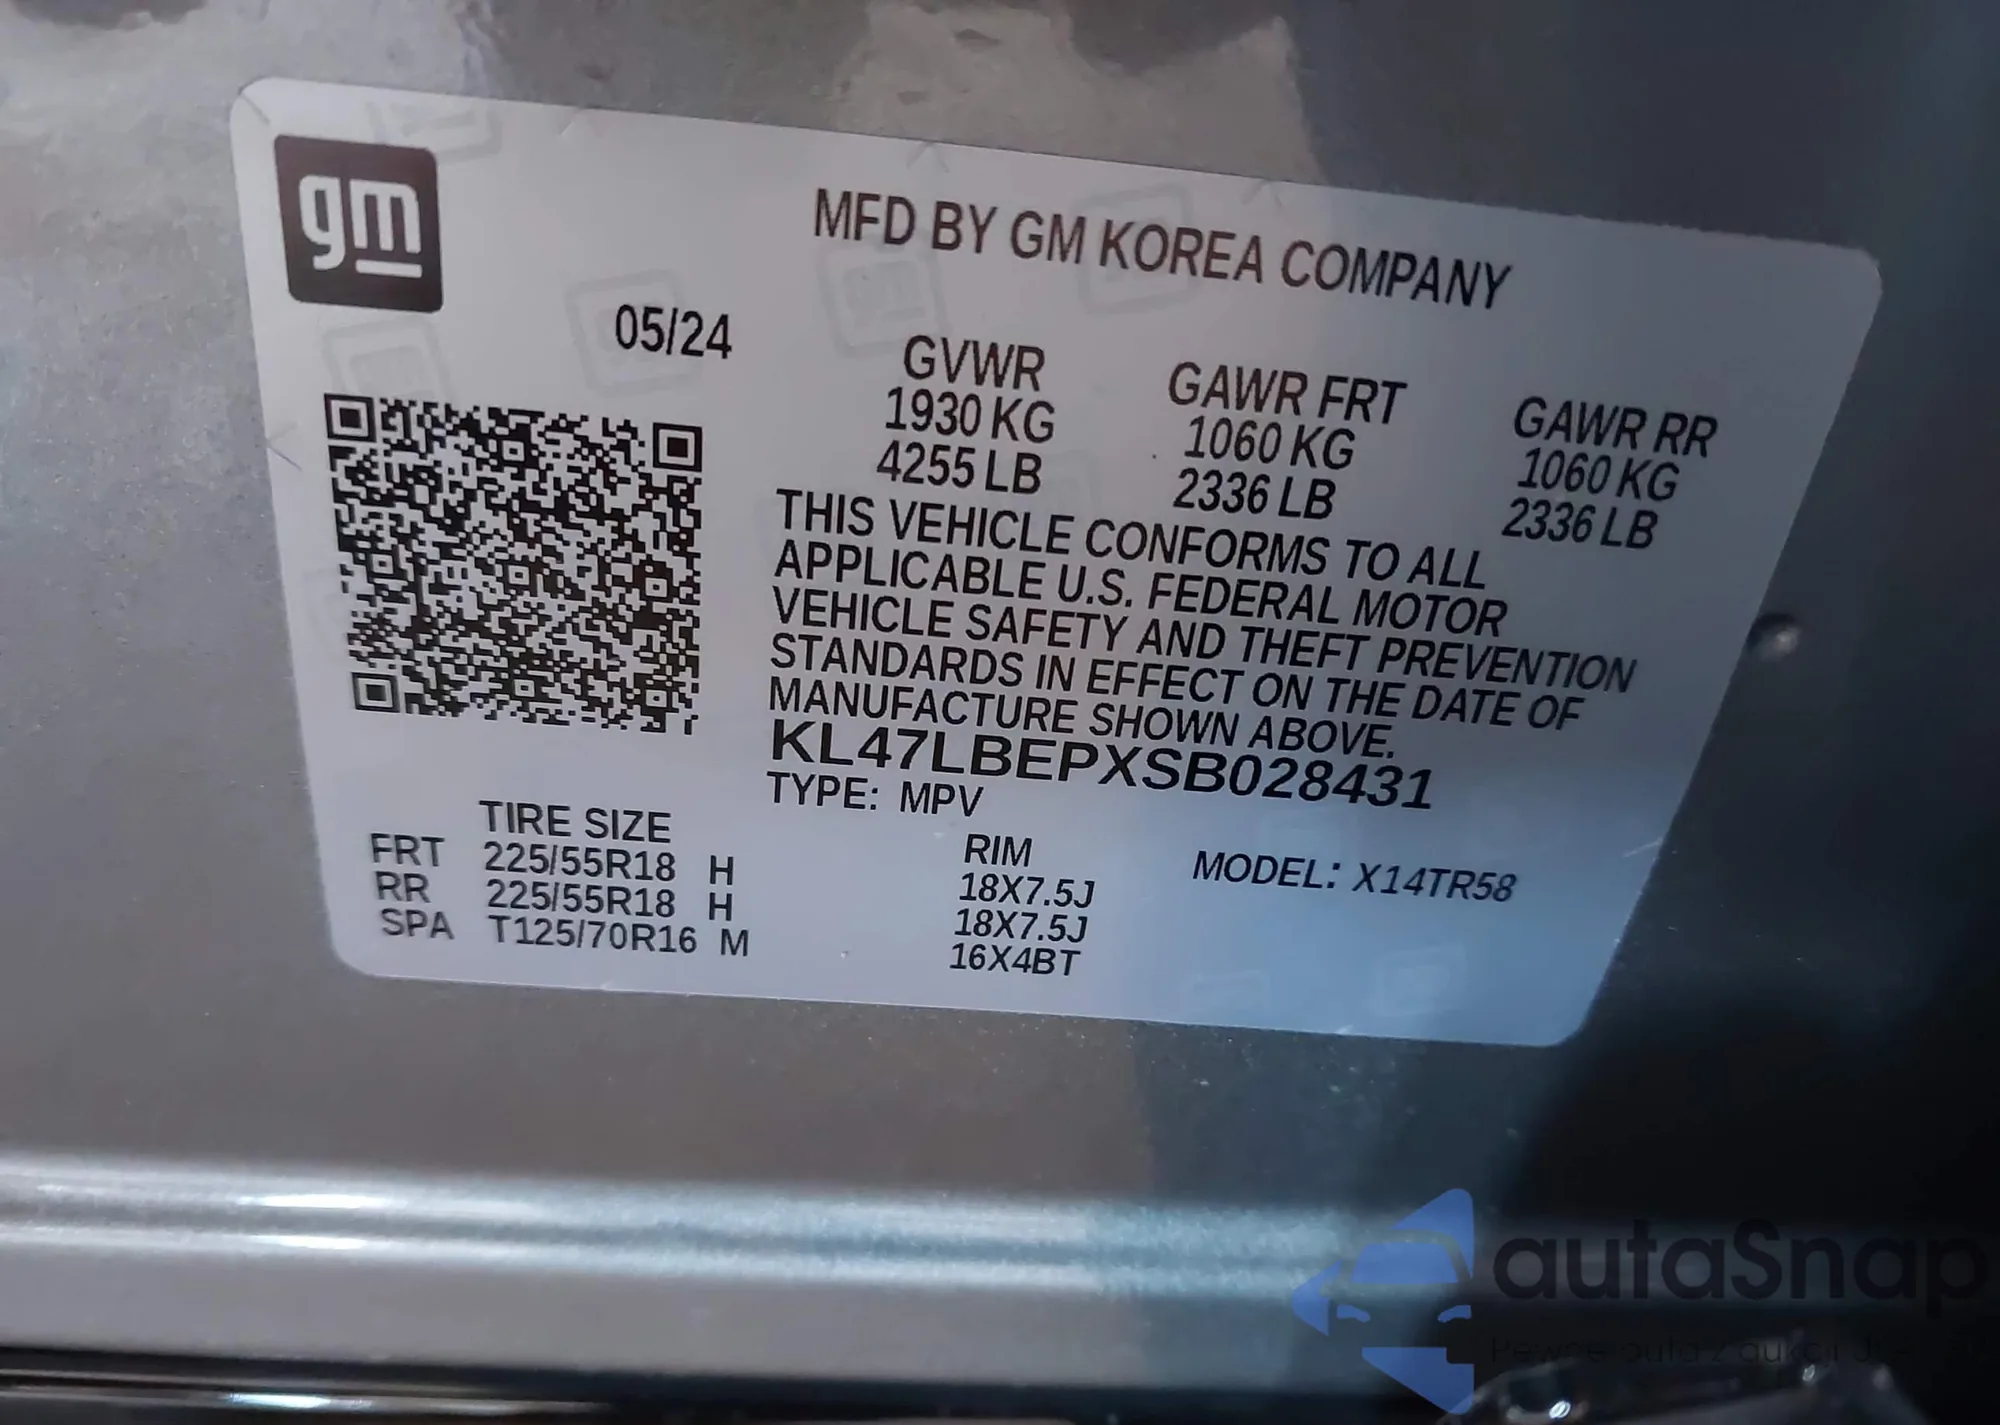 gm
MFD BY GM KOREA COMPANY
05/24
GVWR GAWR FRT GAWR RR
1930 KG 1060 KG 1060 KG
4255 LB 2336 LB 2336 LB
THIS VEHICLE CONFORMS TO ALL
APPLICABLE U.S. FEDERAL MOTOR
VEHICLE SAFETY AND THEFT PREVENTION
STANDARDS IN EFFECT ON THE DATE OF
MANUFACTURE SHOWN ABOVE.
KL47LBEPXSB028431
TYPE: MPV
TIRE SIZE RIM MODEL: X14TR58
FRT 225/55R18 H 18X7.5J
RR 225/55R18 H 18X7.5J
SPA T125/70R16 M 16X4BT
autaSnap
Pewne auta z aukcji